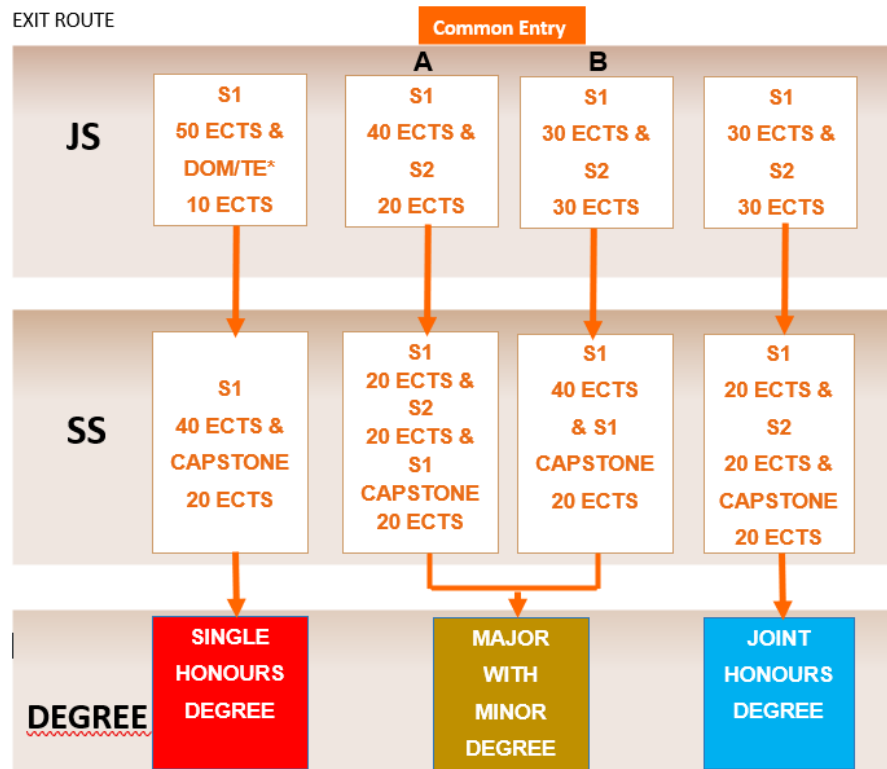 EXIT ROUTE
Common Entry
A
B
JS
S1
50 ECTS &
DOM/TE*
10 ECTS
S1
40 ECTS &
S2
20 ECTS
S1
30 ECTS &
S2
30 ECTS
S1
30 ECTS &
S2
30 ECTS
SS
S1
40 ECTS &
CAPSTONE
20 ECTS
S1
20 ECTS &
S2
20 ECTS &
S1
CAPSTONE
20 ECTS
S1
40 ECTS
& S1
CAPSTONE
20 ECTS
S1
20 ECTS &
S2
20 ECTS &
CAPSTONE
20 ECTS
DEGREE
SINGLE
HONOURS
DEGREE
MAJOR
WITH
MINOR
DEGREE
JOINT
HONOURS
DEGREE